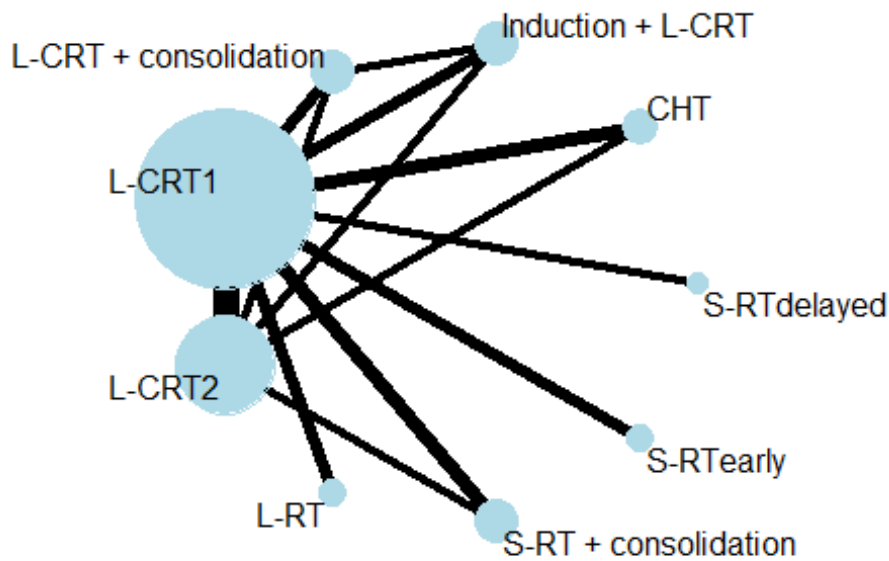 Induction + L-CRT
L-CRT + consolidation
CHT
L-CRT1
S-RTdelayed
L-CRT2
S-RTearly
L-RT
S-RT + consolidation